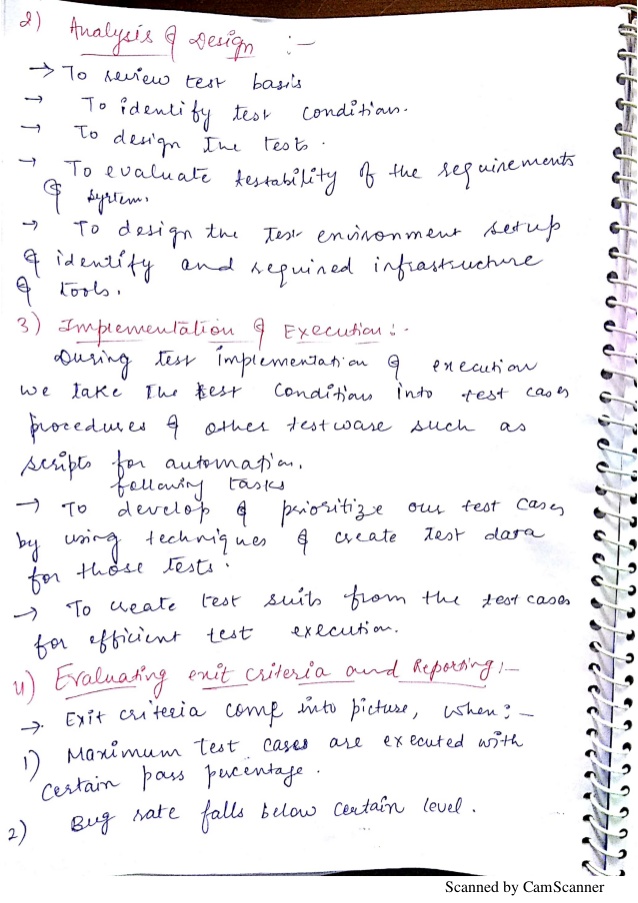 2) Analysis & Design :-
→ To review test basis
→ To identify test condition.
→ To design the tests.
→ To evaluate testability of the requirements
& system.
→ To design the test environment setup
& identify and required infrastructure
& tools.
3) Implementation & Execution:-
During test implementation & execution
we take the test conditions into test cases
procedures & other testware such as
scripts for automation.
following tasks
→ To develop & prioritize our test cases
by using techniques & create test data
for those tests.
→ To create test suits from the test cases
for efficient test execution.
4) Evaluating exit criteria and Reporting:-
→ Exit criteria come into picture, when:-
1) Maximum test cases are executed with
certain pass percentage.
2) Bug rate falls below certain level.
Scanned by CamScanner